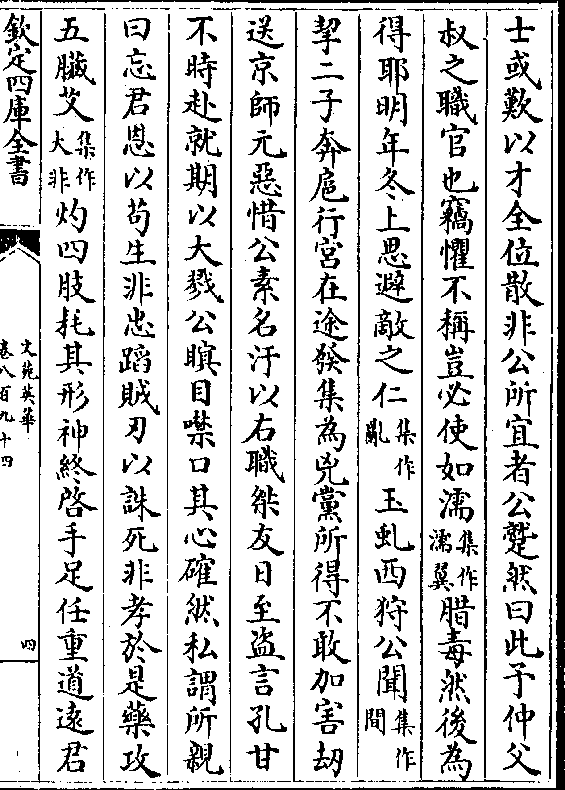 士或歎以才全位散非公所宜者公蹵然曰此予仲父
叔之職官也竊懼不稱豈必使如濡集作濡翼腊毒然後為
得耶明年冬上思避敵之仁集作亂玉虬西狩公聞集作間
挈二子奔扈行宫在途發集為兇黨所得不敢加害劫
送京師元惡惜公素名汙以右職桀友日至盗言孔甘
不時赴就期以大戮公瞑目噤口其心確然私謂所親
曰忘君恩以苟生非忠蹈賊刃以誅死非孝於是藥攻
五臟艾集作大非灼四肢耗其形神終啓手足任重道遠君
欽定四庫全書
文苑英華
卷八百九十四
四